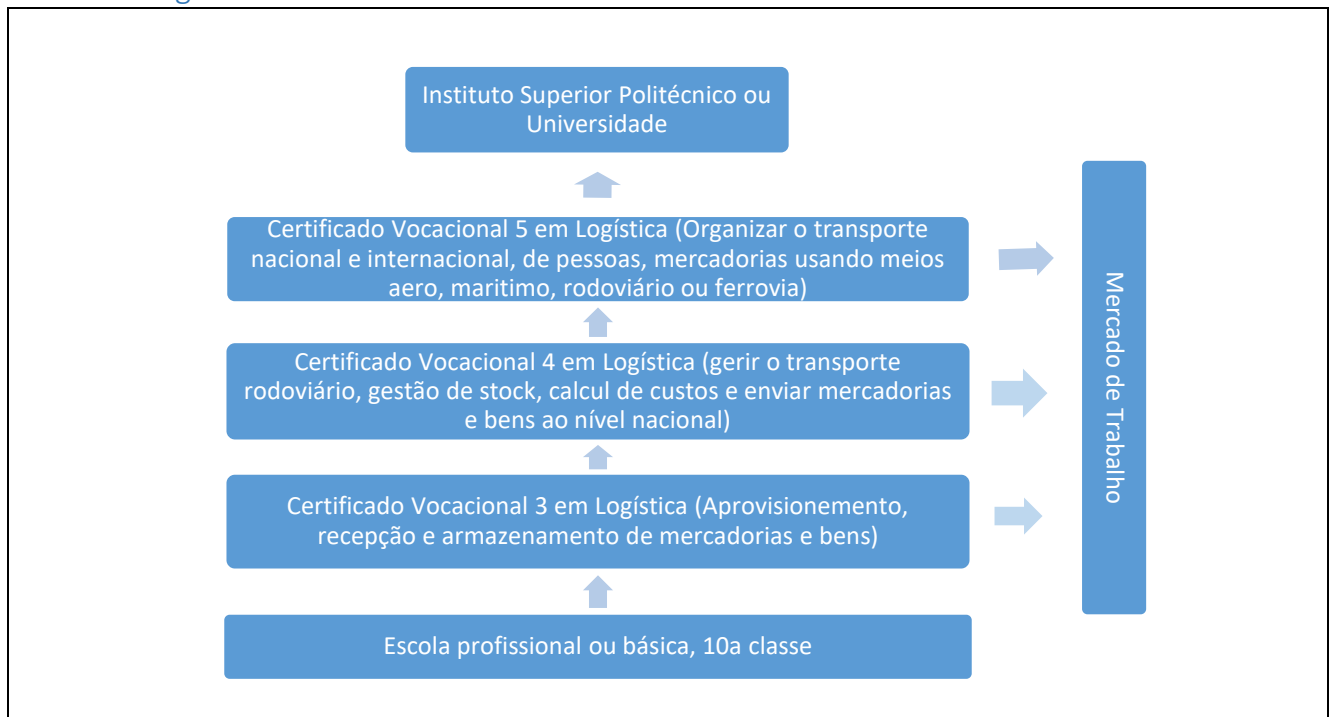 Instituto Superior Politécnico ou
Universidade
Certificado Vocacional 5 em Logística (Organizar o transporte
nacional e internacional, de pessoas, mercadorias usando meios
aero, maritimo, rodoviário ou ferrovia)
Certificado Vocacional 4 em Logística (gerir o transporte
rodoviário, gestão de stock, calcul de custos e enviar mercadorias
e bens ao nível nacional)
Certificado Vocacional 3 em Logística (Aprovisionemento,
recepção e armazenamento de mercadorias e bens)
Escola profissional ou básica, 10a classe
Mercado de Trabalho